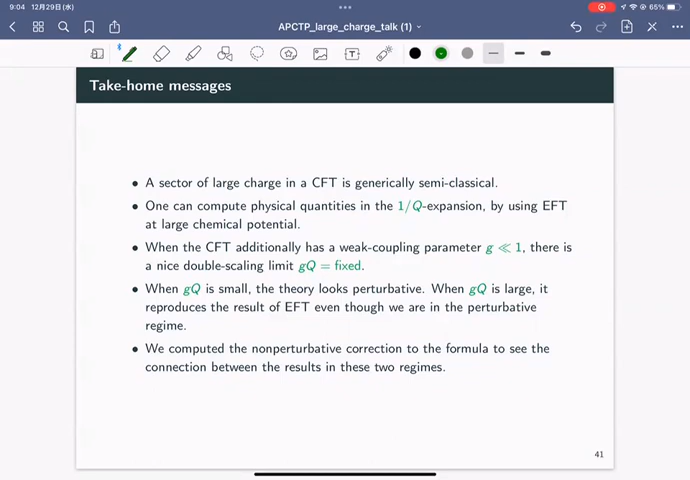 9:04 12月29日(水)
65%
APCTP_large_charge_talk (1)
Take-home messages
• A sector of large charge in a CFT is generically semi-classical.
• One can compute physical quantities in the 1/Q-expansion, by using EFT
at large chemical potential.
• When the CFT additionally has a weak-coupling parameter g ≪ 1, there is
a nice double-scaling limit gQ = fixed.
• When gQ is small, the theory looks perturbative. When gQ is large, it
reproduces the result of EFT even though we are in the perturbative
regime.
• We computed the nonperturbative correction to the formula to see the
connection between the results in these two regimes.
41